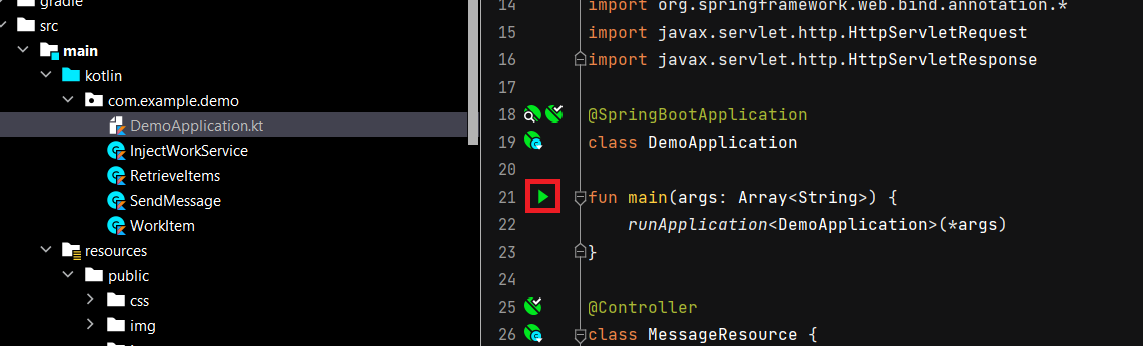 gradle
src
main
kotlin
com.example.demo
DemoApplication.kt
InjectWorkService
RetrieveItems
SendMessage
WorkItem
resources
public
css
img
14 import org.springframework.web.bind.annotation.*
15 import javax.servlet.http.HttpServletRequest
16 import javax.servlet.http.HttpServletResponse
17
18 @SpringBootApplication
19 class DemoApplication
20
21 fun main(args: Array<String>) {
22 runApplication<DemoApplication>(*args)
23 }
24
25 @Controller
26 class MessageResource {